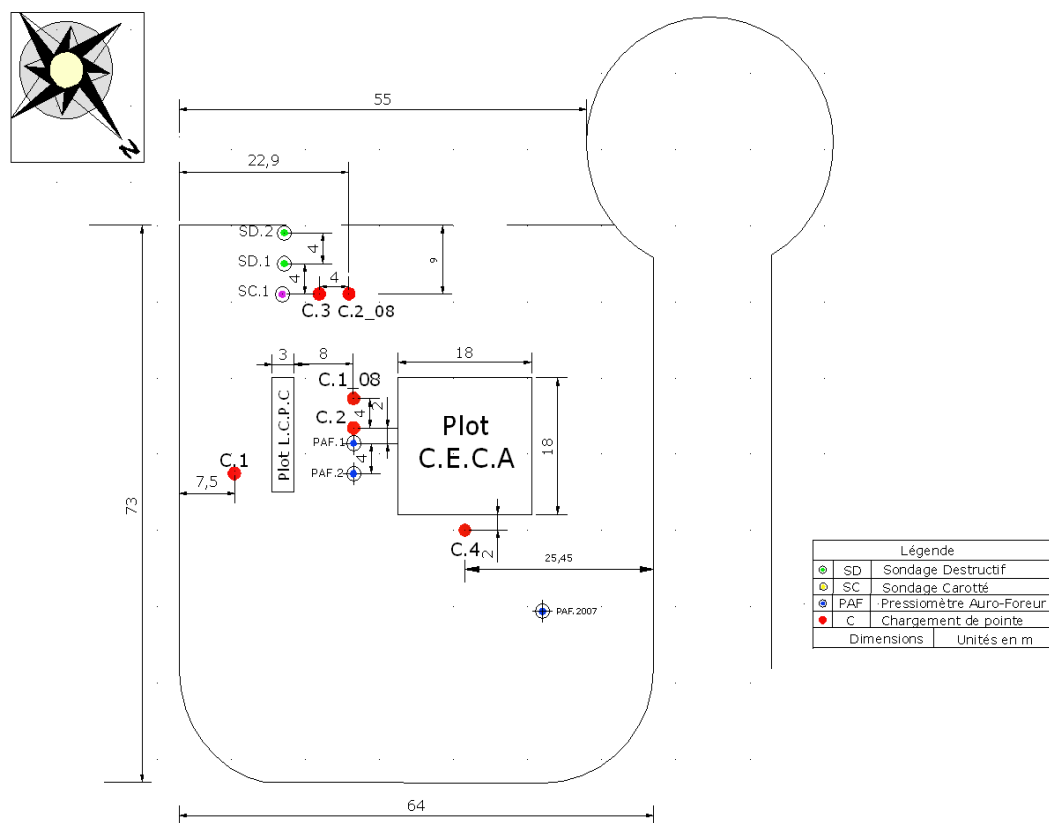 N
55
22,9
SD.2
SD.1
SC.1
4
4
4
9
C.3
C.2_08
3
8
18
C.1_08
C.2
4
2
PAF.1
PAF.2
4
Plot L.C.P.C
Plot
C.E.C.A
18
C.1
7,5
73
C.4
2
25,45
PAF.2007
64
Légende
SD Sondage Destructif
SC Sondage Carotté
PAF Pressiomètre Auro-Foreur
C Chargement de pointe
Dimensions Unités en m